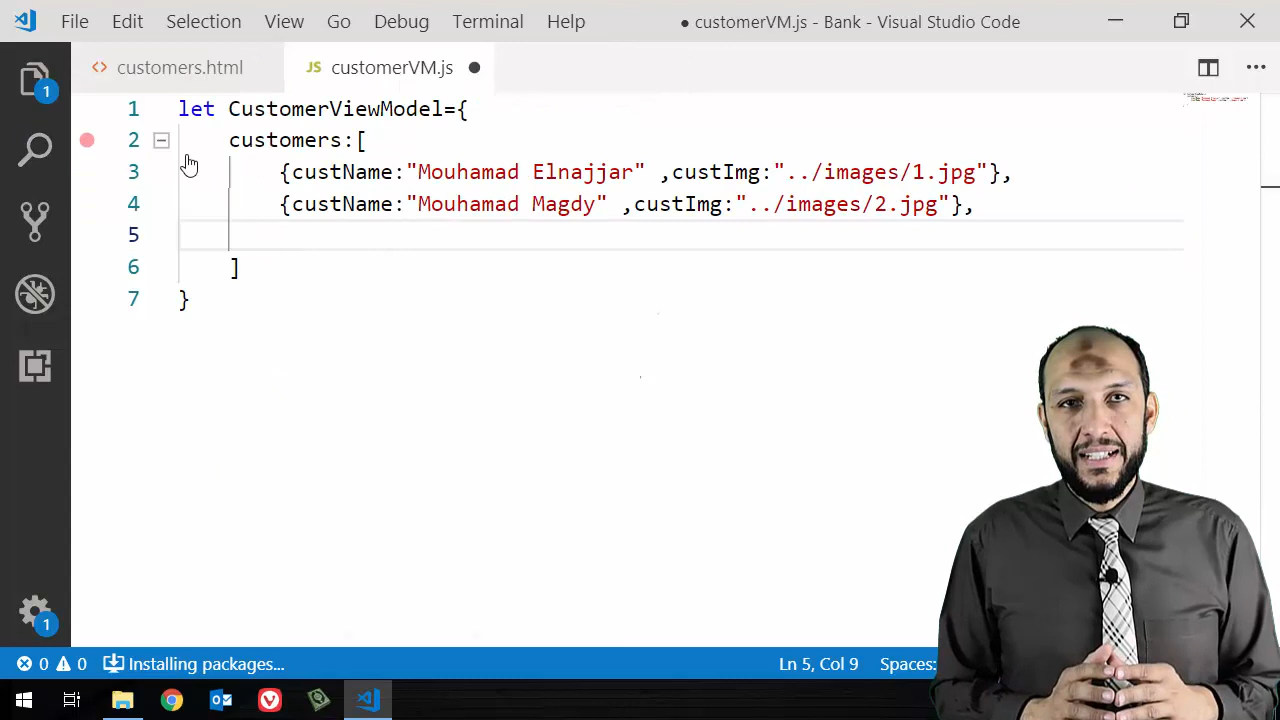 File Edit Selection View Go Debug Terminal Help ● customerVM.js - Bank - Visual Studio Code
<> customers.html JS customerVM.js ●
1 let CustomerViewModel={
2 customers:[
3 {custName:"Mouhamad Elnajjar" ,custImg:"../images/1.jpg"},
4 {custName:"Mouhamad Magdy" ,custImg:"../images/2.jpg"},
5
6 ]
7 }
1
1
0 0 Installing packages... Ln 5, Col 9 Spaces: